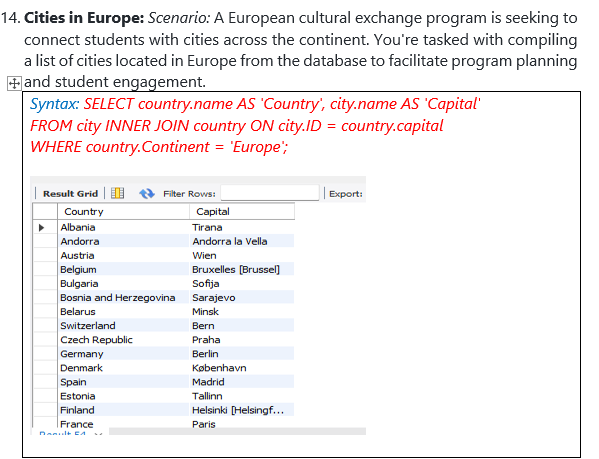 14. Cities in Europe: Scenario: A European cultural exchange program is seeking to
connect students with cities across the continent. You're tasked with compiling
a list of cities located in Europe from the database to facilitate program planning
and student engagement.
Syntax: SELECT country.name AS 'Country', city.name AS 'Capital'
FROM city INNER JOIN country ON city.ID = country.capital
WHERE country.Continent = 'Europe';
Result Grid Filter Rows: Export:
Country Capital
Albania Tirana
Andorra Andorra la Vella
Austria Wien
Belgium Bruxelles [Brussel]
Bulgaria Sofija
Bosnia and Herzegovina Sarajevo
Belarus Minsk
Switzerland Bern
Czech Republic Praha
Germany Berlin
Denmark København
Spain Madrid
Estonia Tallinn
Finland Helsinki [Helsingf...
France Paris